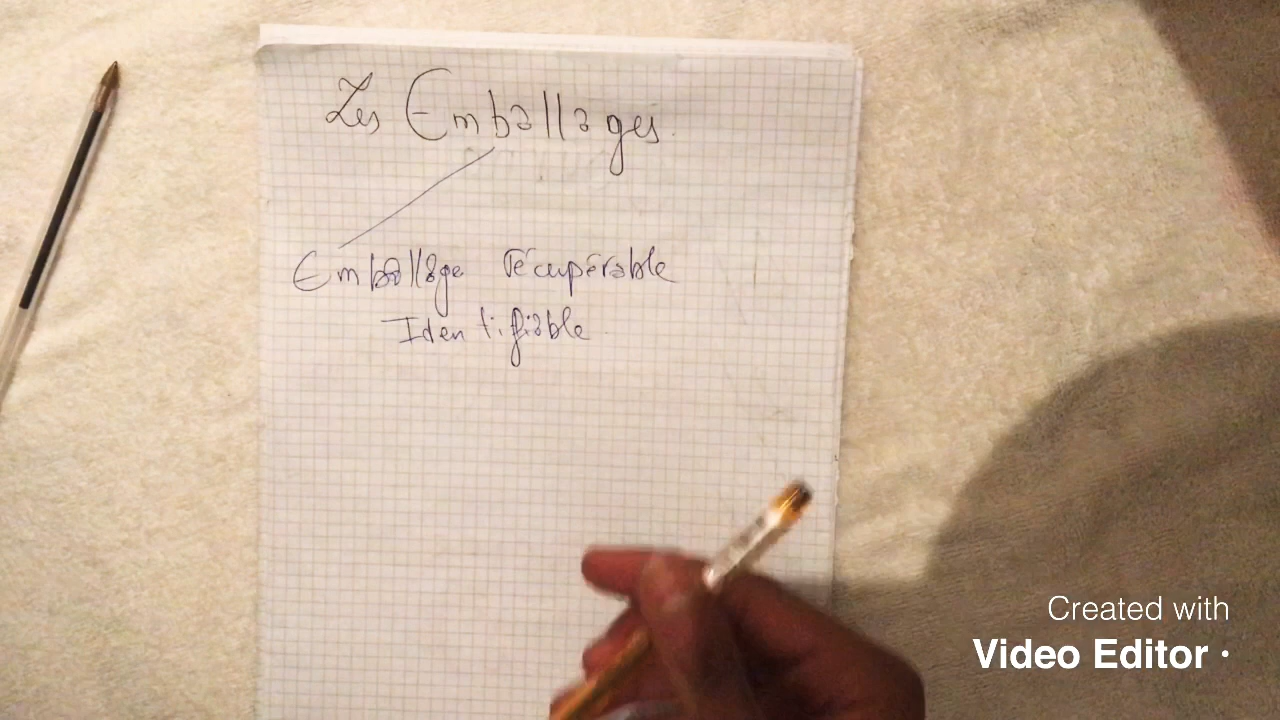 Les Emballages.
Emballage récupérable
Identifiable
Created with
Video Editor